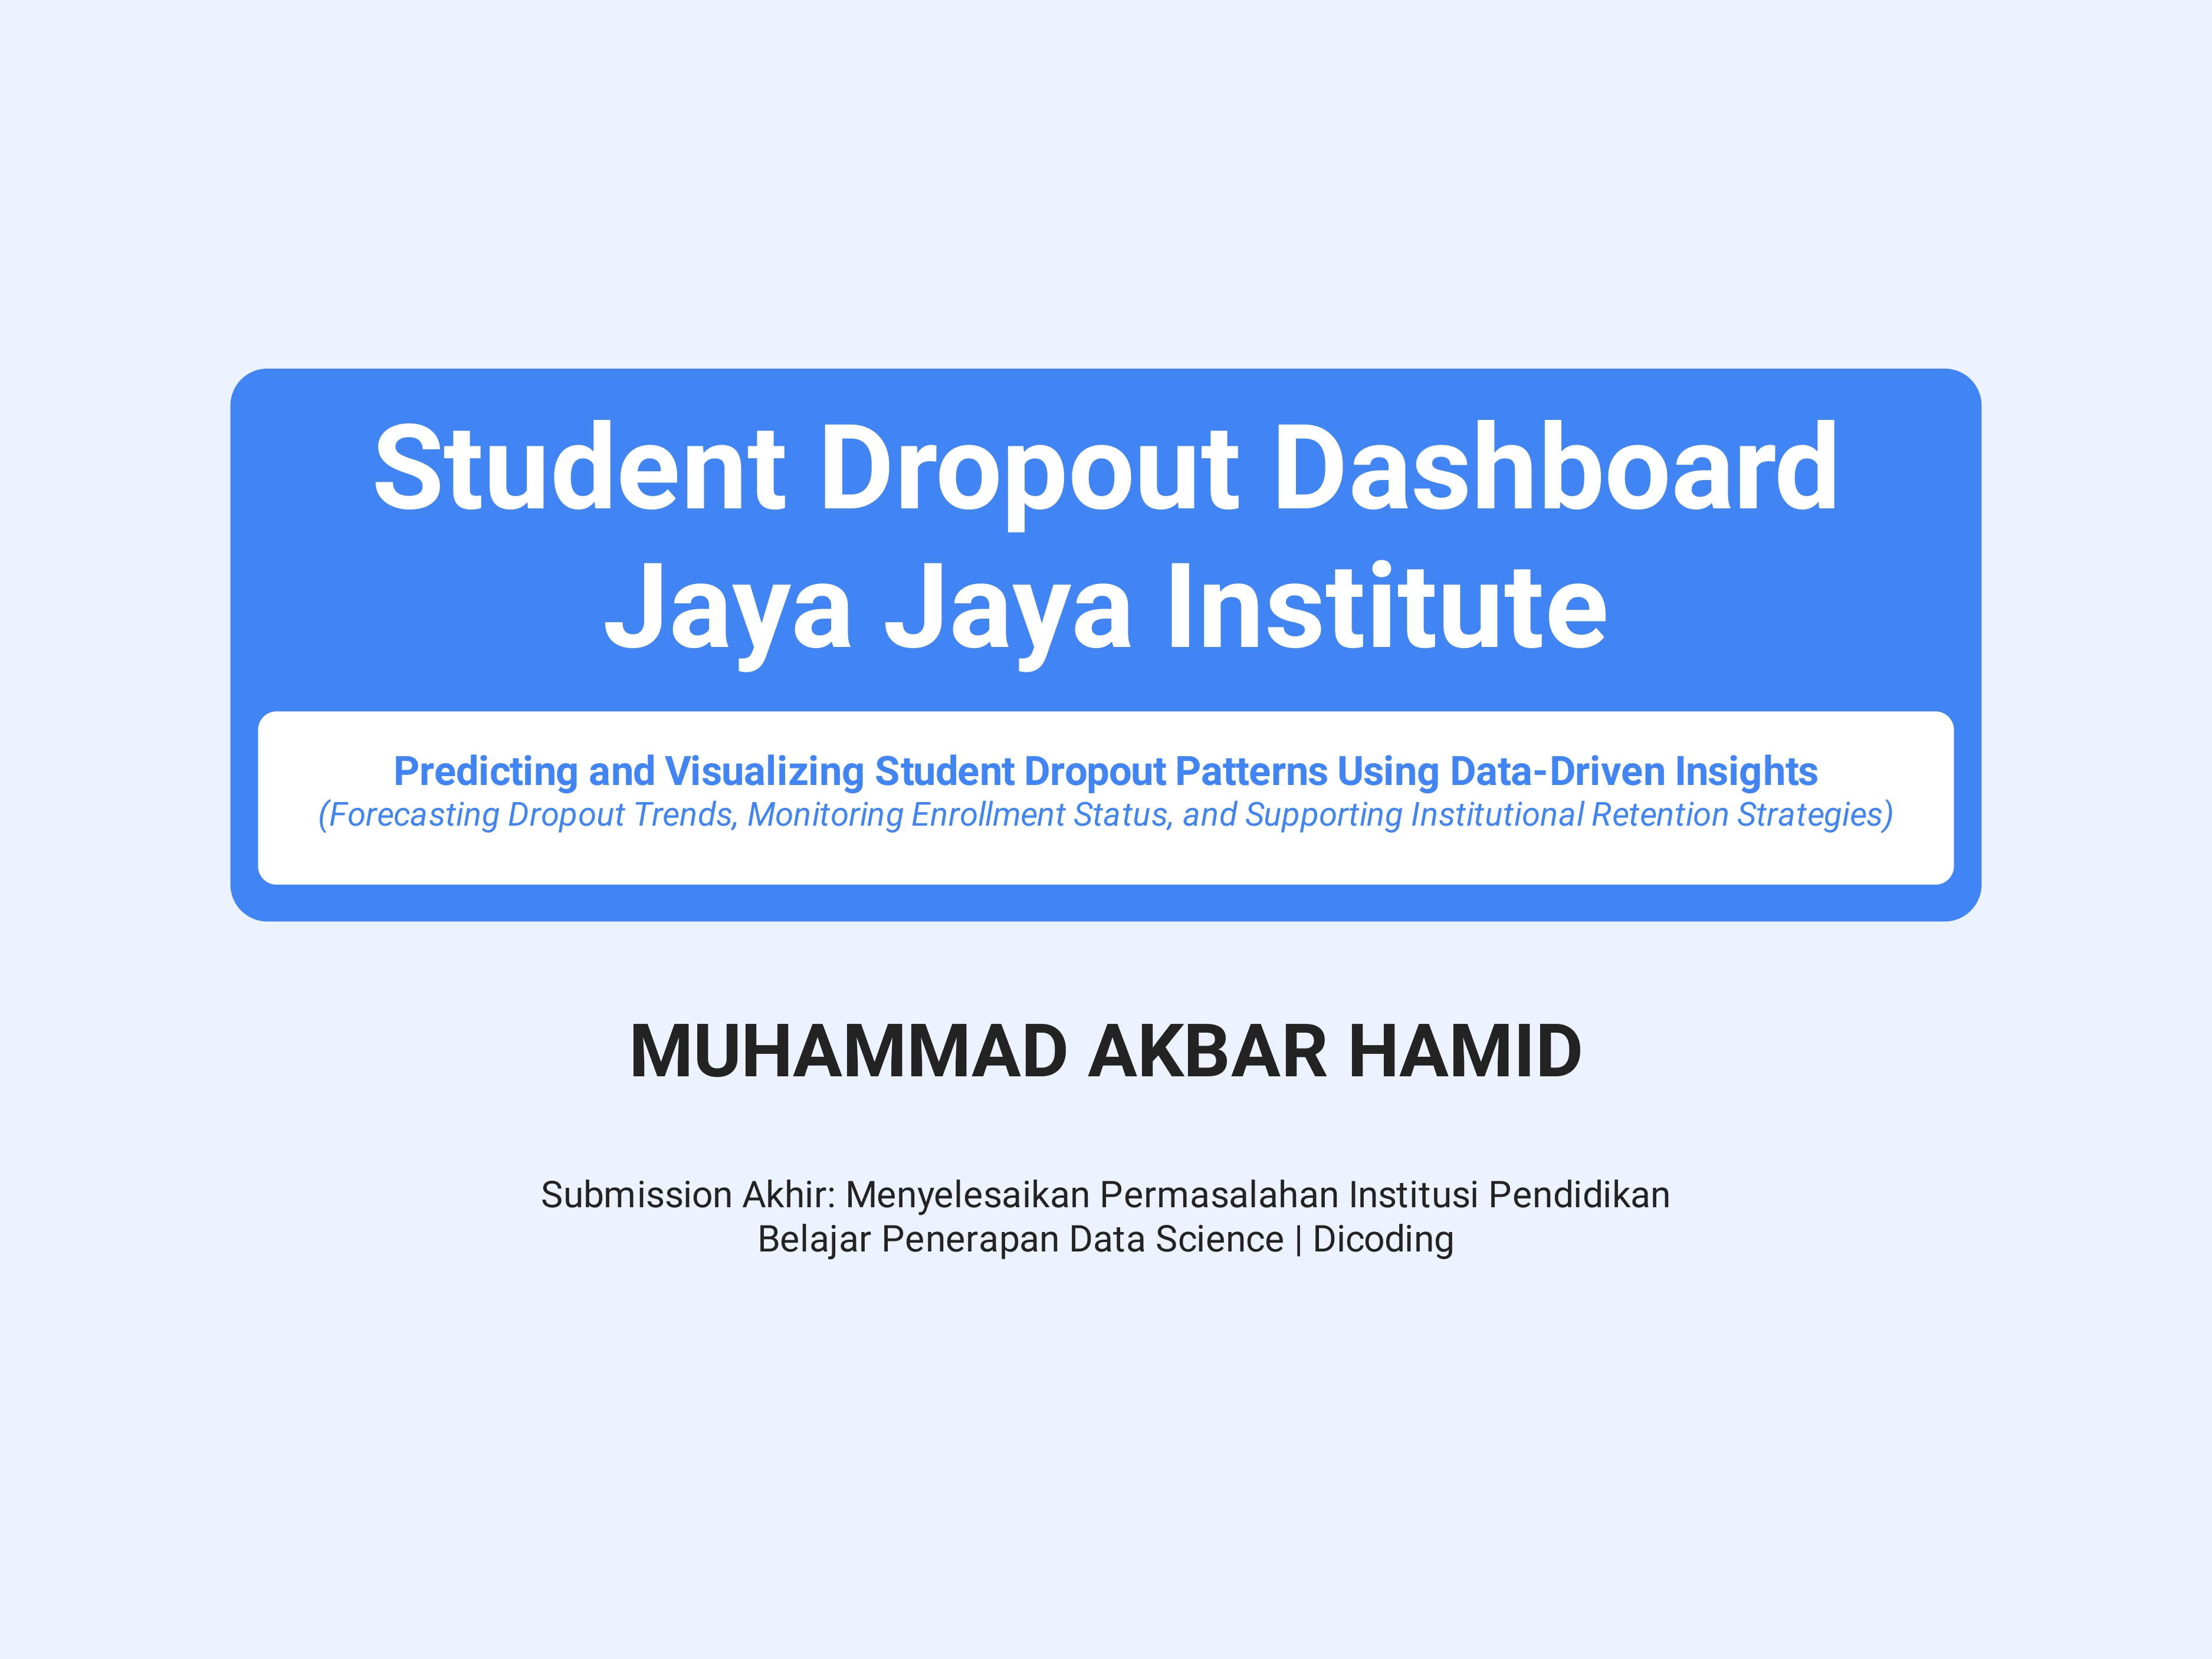 Student Dropout Dashboard
Jaya Jaya Institute
Predicting and Visualizing Student Dropout Patterns Using Data-Driven Insights
(Forecasting Dropout Trends, Monitoring Enrollment Status, and Supporting Institutional Retention Strategies)
MUHAMMAD AKBAR HAMID
Submission Akhir: Menyelesaikan Permasalahan Institusi Pendidikan
Belajar Penerapan Data Science | Dicoding